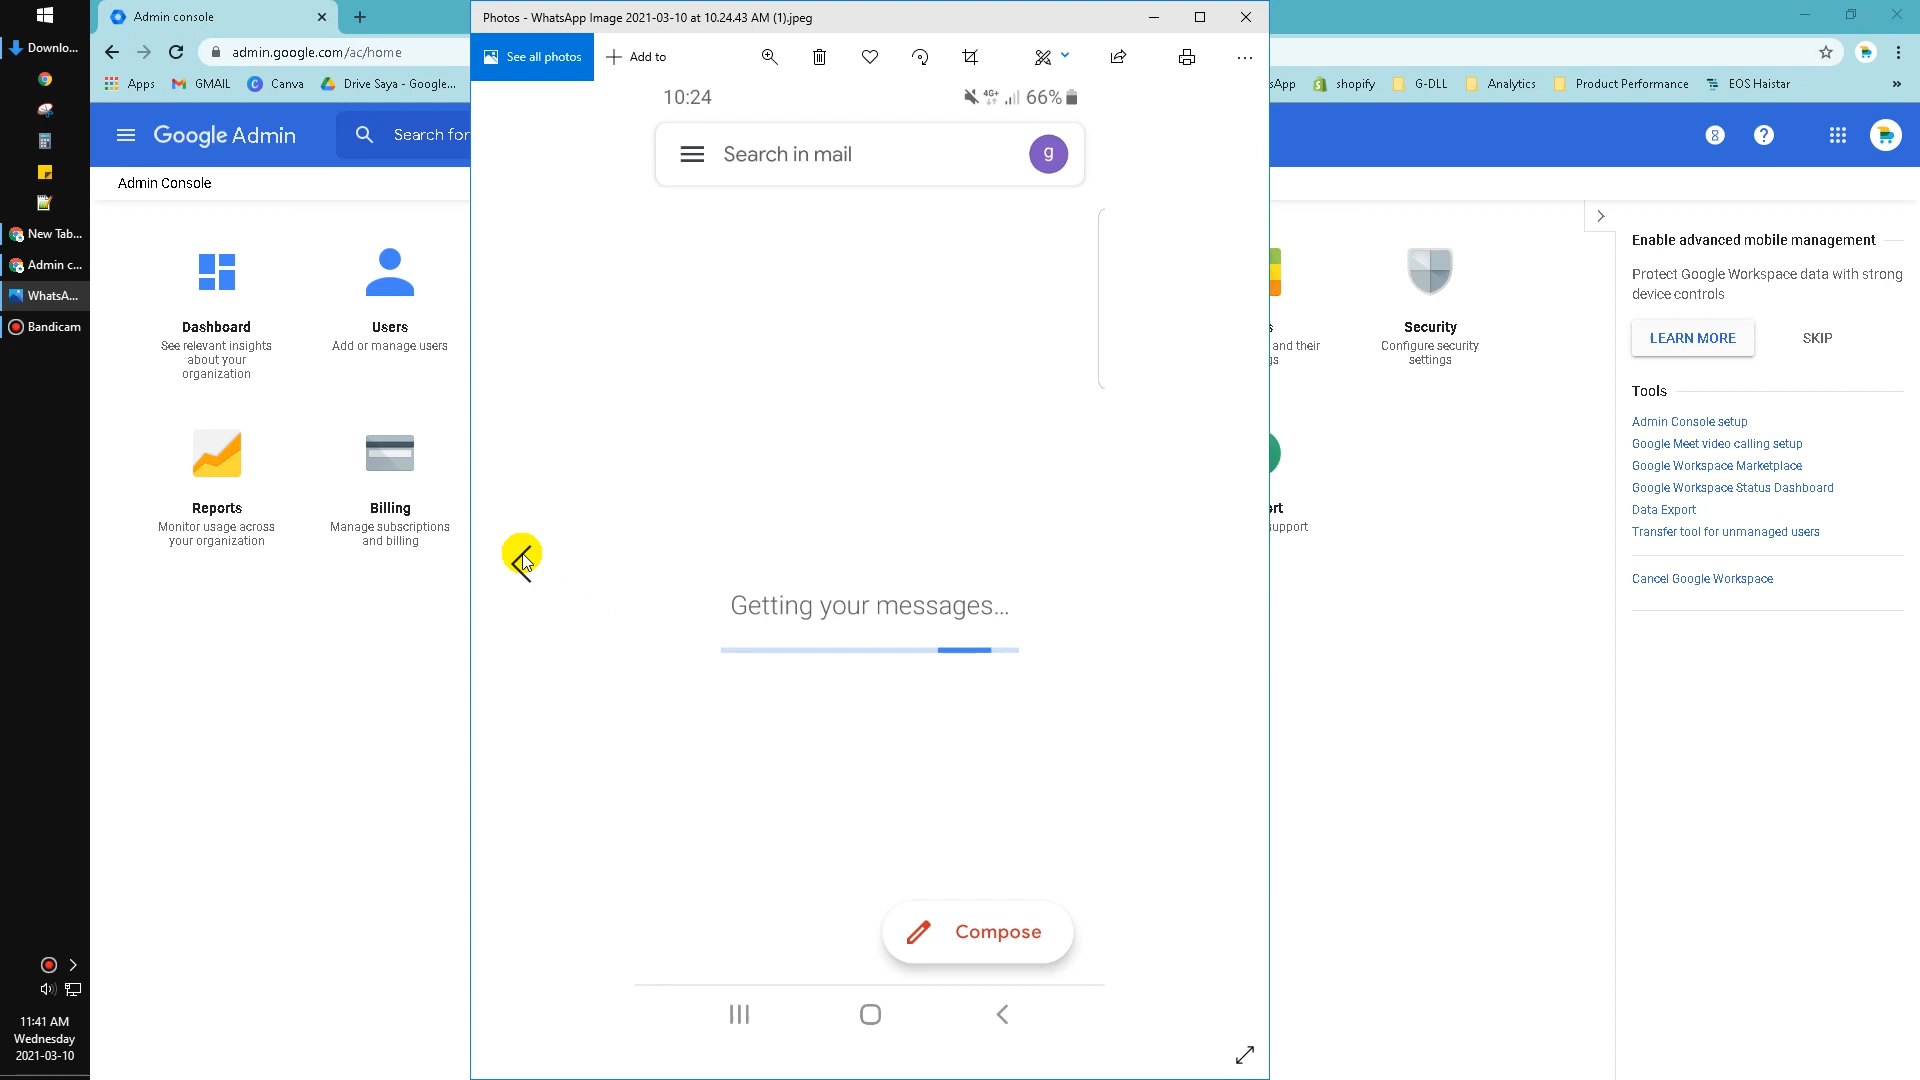 Downlo...
New Tab...
Admin c...
WhatsA...
Bandicam
11:41 AM
Wednesday
2021-03-10
Admin console
admin.google.com/ac/home
Apps
GMAIL
Canva
Drive Saya - Google...
sApp
shopify
G-DLL
Analytics
Product Performance
EOS Haistar
»
Google Admin
Search for
Admin Console
Dashboard
See relevant insights
about your
organization
Users
Add or manage users
Reports
Monitor usage across
your organization
Billing
Manage subscriptions
and billing
Photos - WhatsApp Image 2021-03-10 at 10.24.43 AM (1).jpeg
See all photos
Add to
10:24
4G+
66%
Search in mail
g
Getting your messages...
Compose
s
and their
gs
Security
Configure security
settings
ort
support
Enable advanced mobile management
Protect Google Workspace data with strong
device controls
LEARN MORE
SKIP
Tools
Admin Console setup
Google Meet video calling setup
Google Workspace Marketplace
Google Workspace Status Dashboard
Data Export
Transfer tool for unmanaged users
Cancel Google Workspace